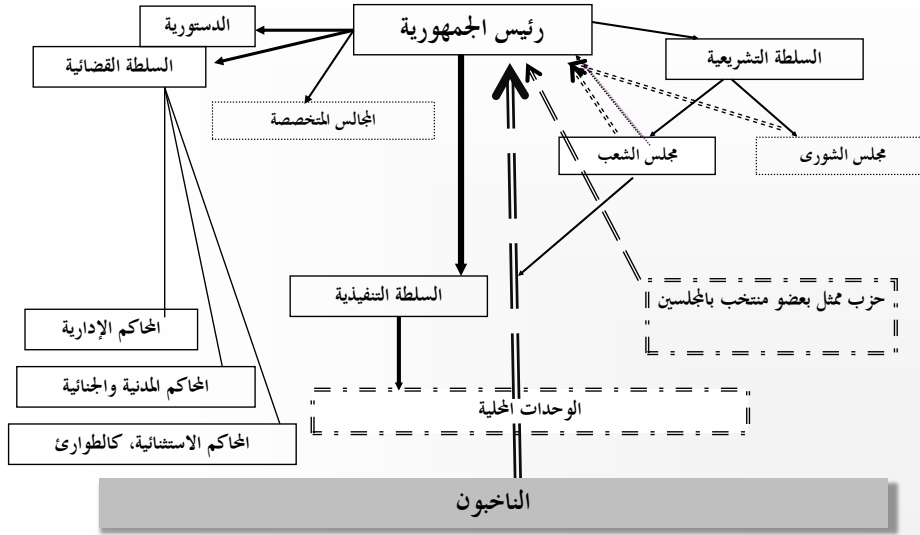 رئيس الجمهورية
الدستورية
السلطة القضائية
السلطة التشريعية
المجالس المتخصصة
مجلس الشعب
مجلس الشورى
السلطة التنفيذية
حزب ممثل بعضو منتخب بالمجلسين
المحاكم الإدارية
المحاكم المدنية والجنائية
الوحدات المحلية
المحاكم الاستثنائية، كالطوارئ
الناخبون